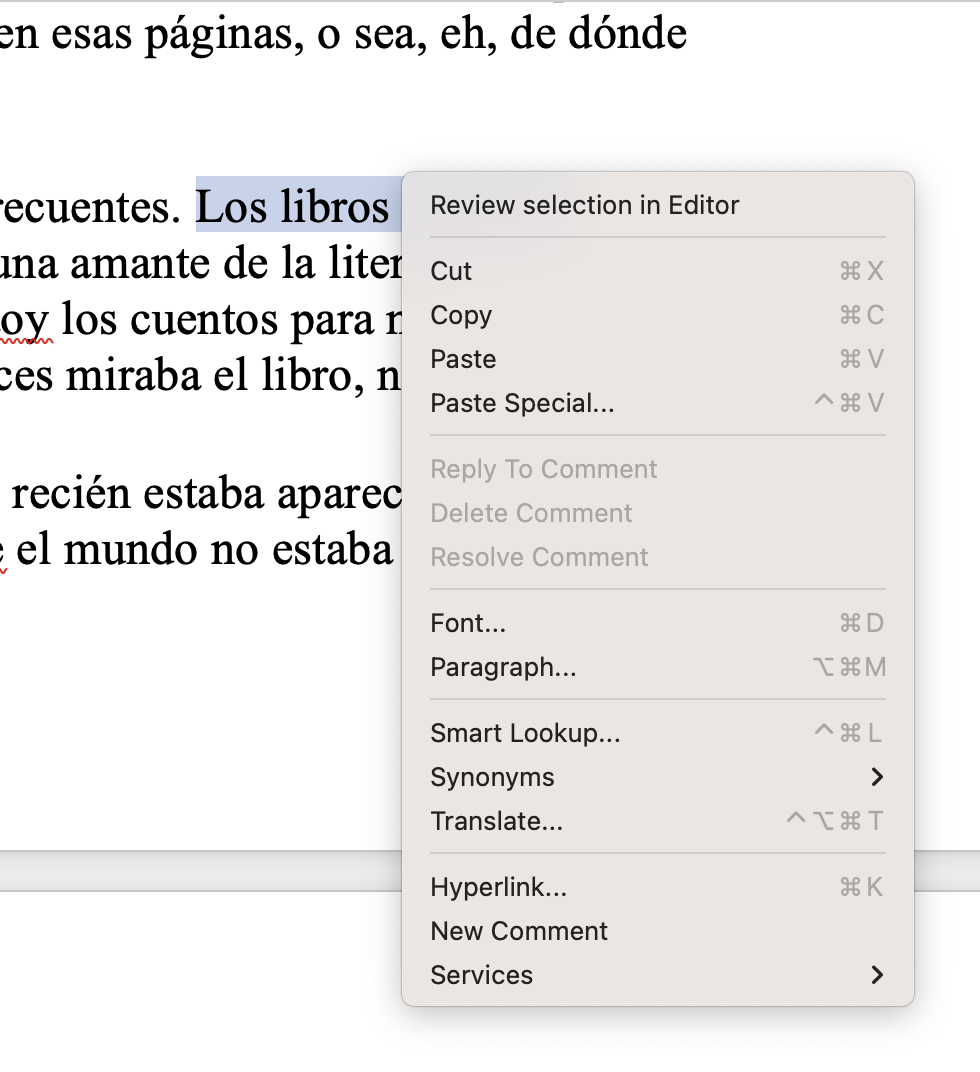 en esas páginas, o sea, eh, de dónde
recuentes. Los libros
una amante de la liter
oy los cuentos para
ces miraba el libro, n
recién estaba aparec
el mundo no estaba
Review selection in Editor
Cut ⌘ X
Copy ⌘ C
Paste ⌘ V
Paste Special... ^ ⌘ V
Reply To Comment
Delete Comment
Resolve Comment
Font... ⌘ D
Paragraph... ⌥ ⌘ M
Smart Lookup... ^ ⌘ L
Synonyms >
Translate... ^ ⌥ ⌘ T
Hyperlink... ⌘ K
New Comment
Services >